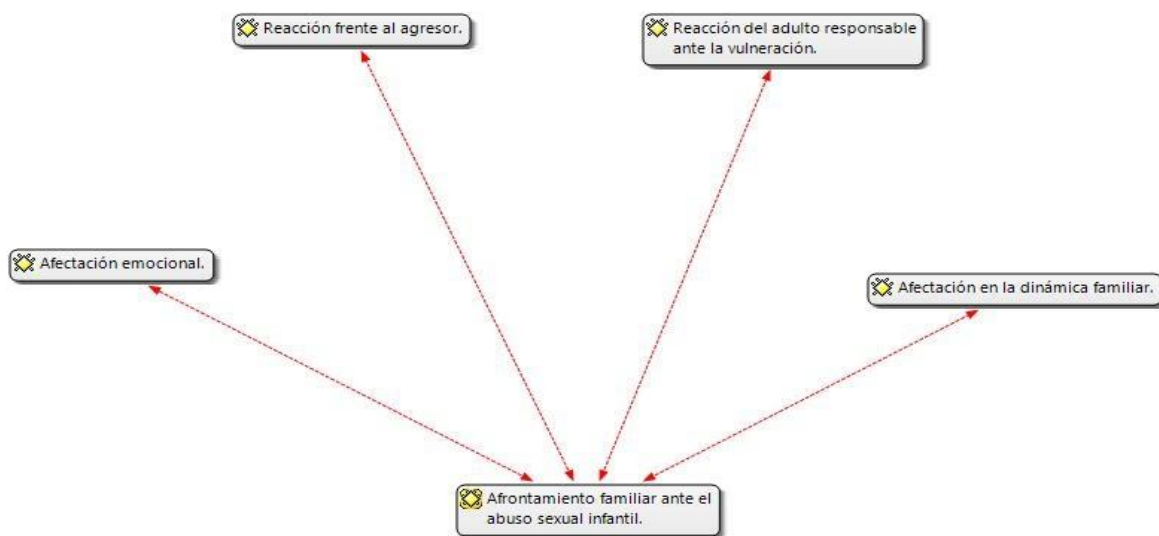 Reacción frente al agresor.
Reacción del adulto responsable
ante la vulneración.
Afectación emocional.
Afectación en la dinámica familiar.
Afrontamiento familiar ante el
abuso sexual infantil.